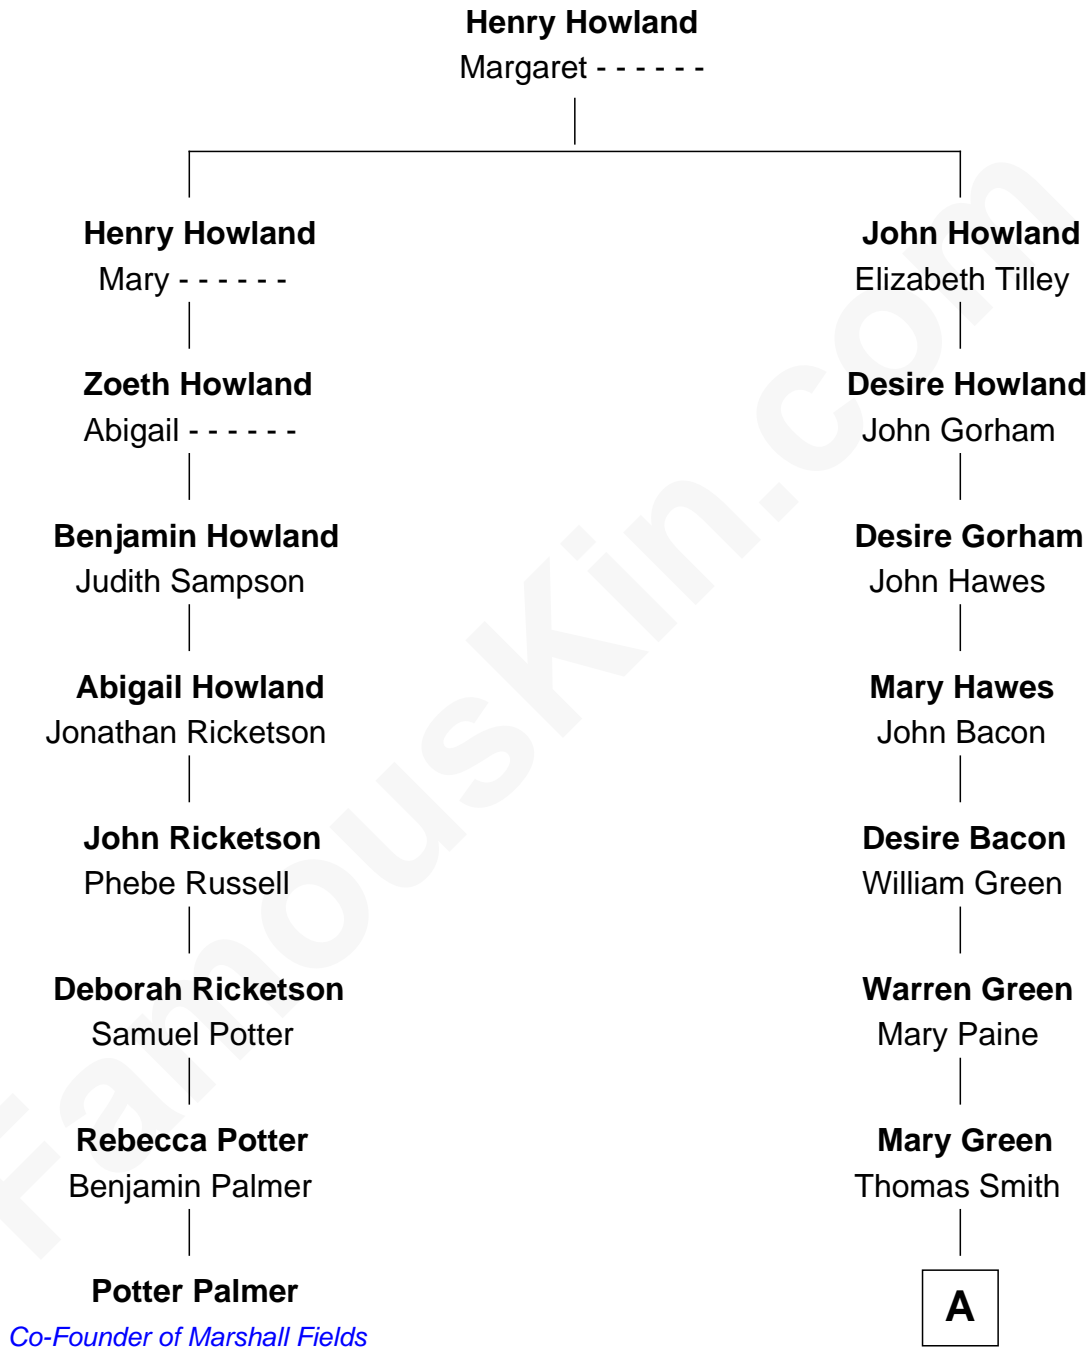 Henry Howland
Margaret - - - - - -
Henry Howland
Mary - - - - - -
John Howland
Elizabeth Tilley
Zoeth Howland
Abigail - - - - - -
Desire Howland
John Gorham
Benjamin Howland
Judith Sampson
Desire Gorham
John Hawes
Abigail Howland
Jonathan Ricketson
Mary Hawes
John Bacon
John Ricketson
Phebe Russell
Desire Bacon
William Green
Deborah Ricketson
Samuel Potter
Warren Green
Mary Paine
Rebecca Potter
Benjamin Palmer
Mary Green
Thomas Smith
Potter Palmer
Co-Founder of Marshall Fields
A
FamousKin.com